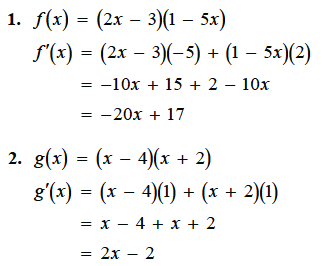 1. f(x) = (2x − 3)(1 − 5x)
f′(x) = (2x − 3)(−5) + (1 − 5x)(2)
= −10x + 15 + 2 − 10x
= −20x + 17
2. g(x) = (x − 4)(x + 2)
g′(x) = (x − 4)(1) + (x + 2)(1)
= x − 4 + x + 2
= 2x − 2